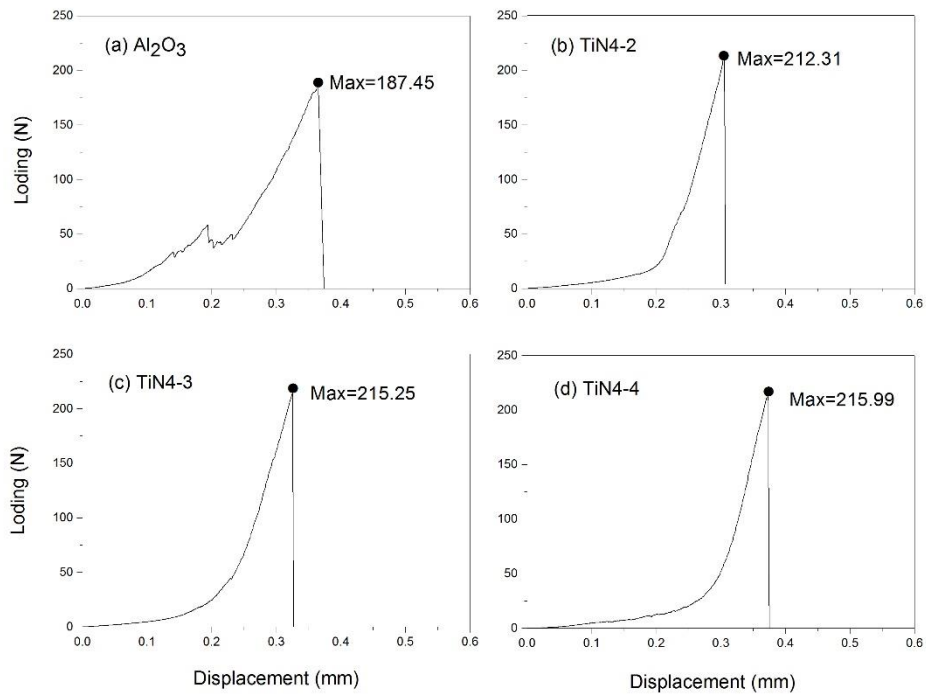 250
200
150
100
50
0
Loding (N)
(a) Al₂O₃
Max=187.45
0.0 0.1 0.2 0.3 0.4 0.5 0.6
250
200
150
100
50
0
(b) TiN4-2
Max=212.31
0.0 0.1 0.2 0.3 0.4 0.5 0.6
250
200
150
100
50
0
Loding (N)
(c) TiN4-3
Max=215.25
0.0 0.1 0.2 0.3 0.4 0.5 0.6
Displacement (mm)
250
200
150
100
50
0
(d) TiN4-4
Max=215.99
0.0 0.1 0.2 0.3 0.4 0.5 0.6
Displacement (mm)